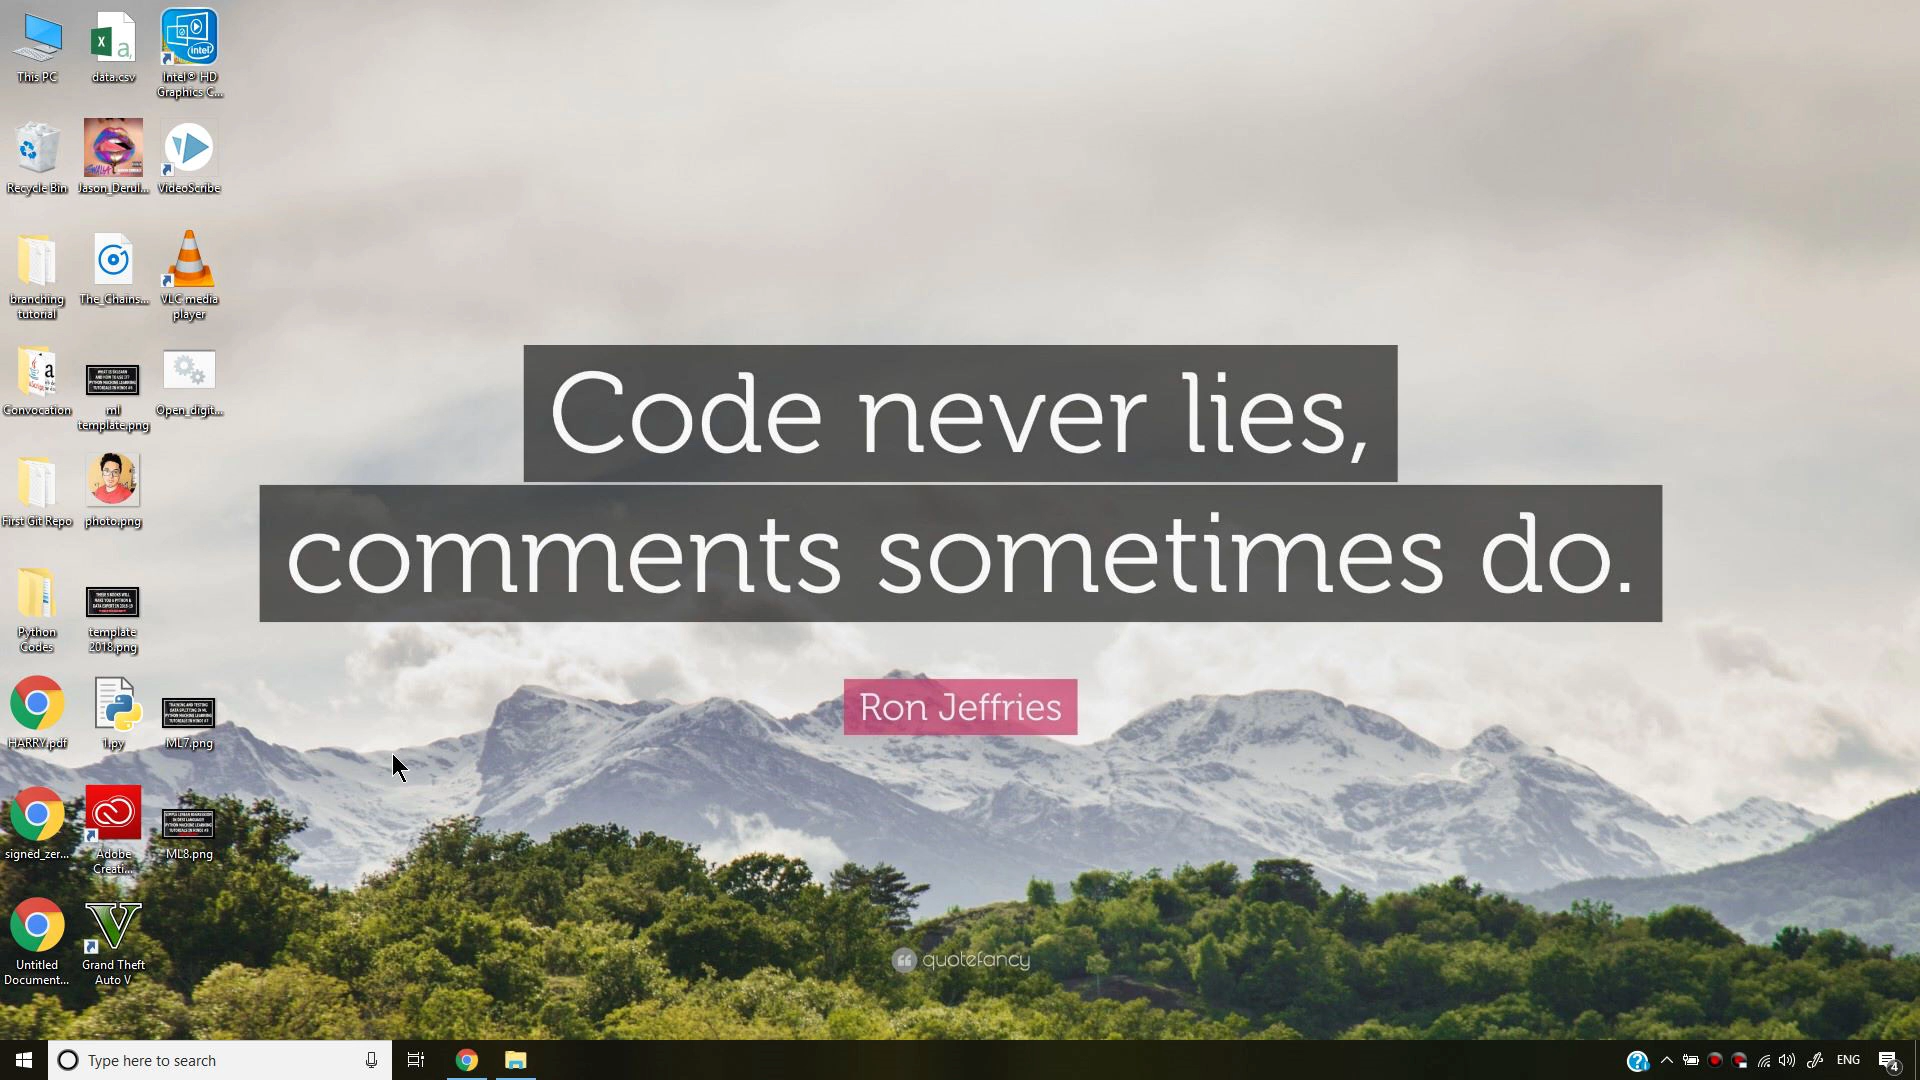 This PC
data.csv
Intel® HD
Graphics C...
Recycle Bin
Jason_Derul...
VideoScribe
branching
tutorial
The_Chains...
VLC media
player
Convocation
ml
template.png
Open_digit...
First Git Repo
photo.png
Python
Codes
template
2018.png
HARRY.pdf
1.py
ML7.png
signed_zer...
Adobe
Creati...
ML8.png
Untitled
Document...
Grand Theft
Auto V
Code never lies,
comments sometimes do.
Ron Jeffries
quotefancy
Type here to search
ENG
4